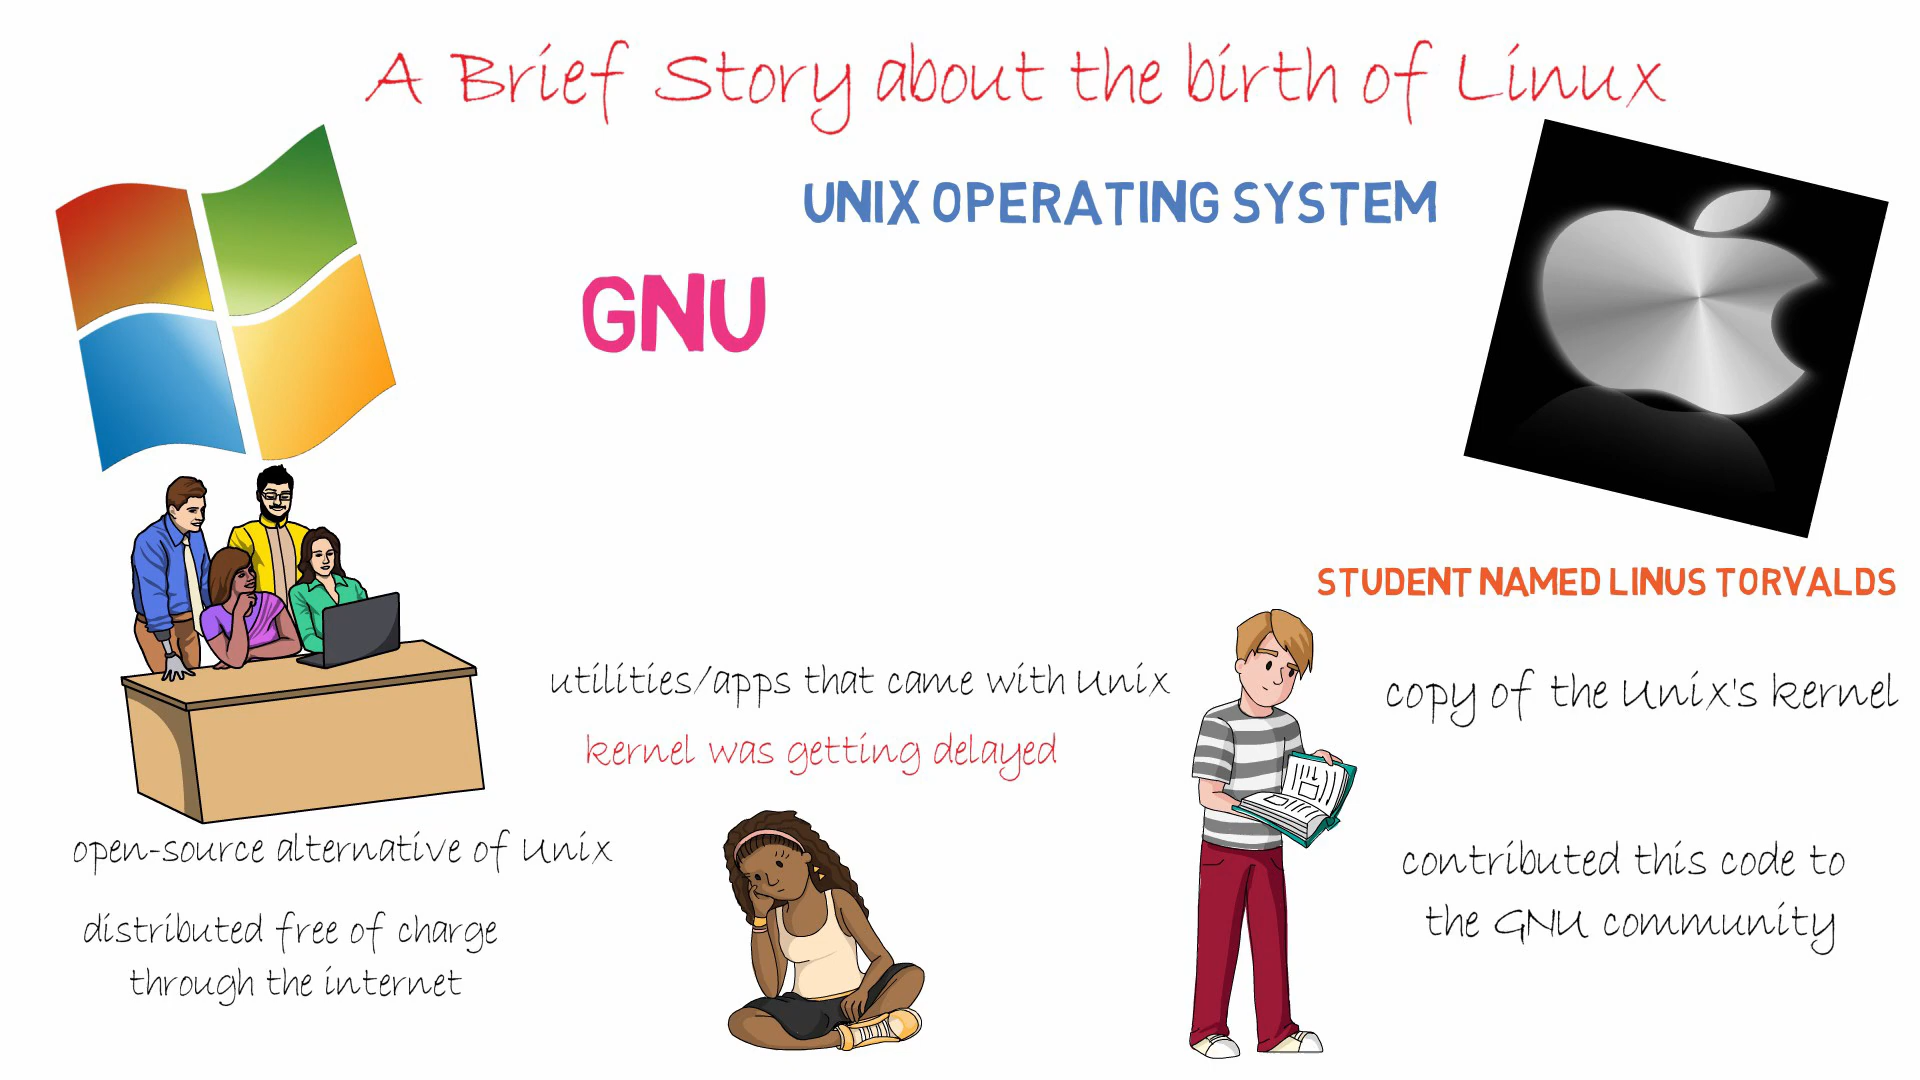 A Brief Story about the birth of Linux
UNIX OPERATING SYSTEM
GNU
STUDENT NAMED LINUS TORVALDS
utilities/apps that came with Unix
kernel was getting delayed
copy of the Unix's kernel
open-source alternative of Unix
distributed free of charge
through the internet
contributed this code to
the GNU community